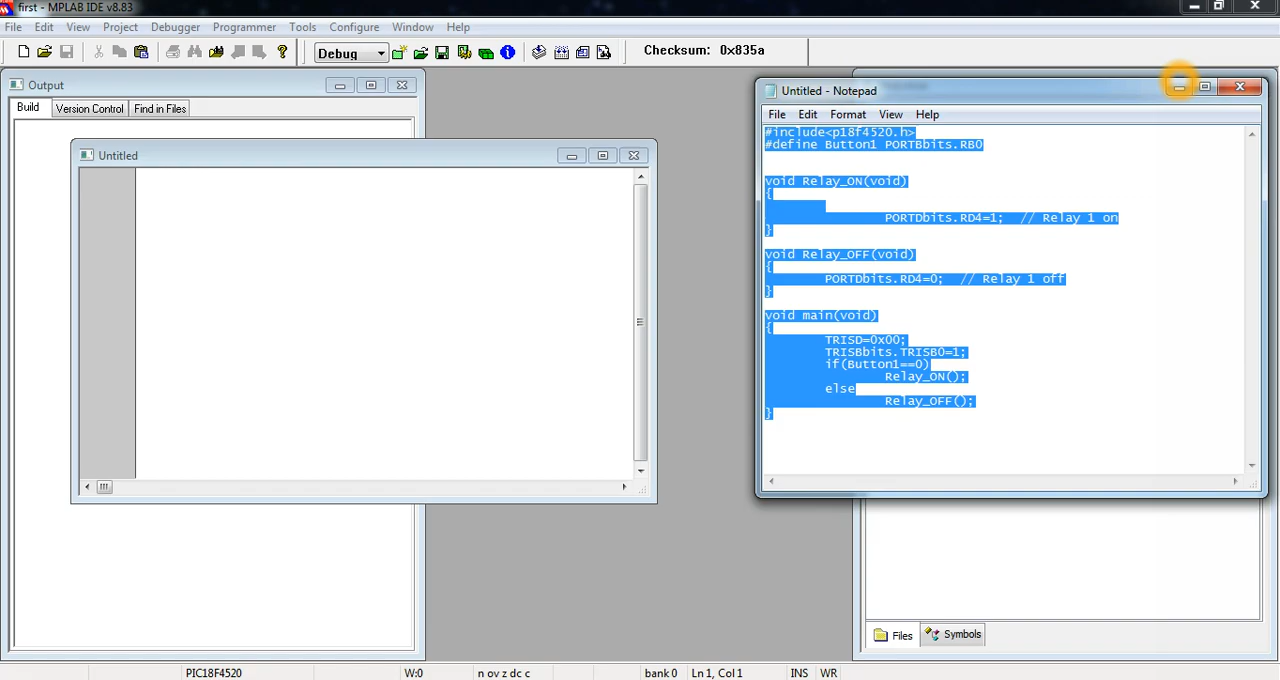 first - MPLAB IDE v8.83
File Edit View Project Debugger Programmer Tools Configure Window Help
Debug
Checksum: 0x835a
Output
Build Version Control Find in Files
Untitled
Untitled - Notepad
File Edit Format View Help
#include<p18f4520.h>
#define Button1 PORTBbits.RB0
void Relay_ON(void)
{
PORTDbits.RD4=1; // Relay 1 on
}
void Relay_OFF(void)
{
PORTDbits.RD4=0; // Relay 1 off
}
void main(void)
{
TRISD=0x00;
TRISBbits.TRISB0=1;
if(Button1==0)
Relay_ON();
else
Relay_OFF();
}
Files Symbols
PIC18F4520 W:0 n ov z dc c bank 0 Ln 1, Col 1 INS WR